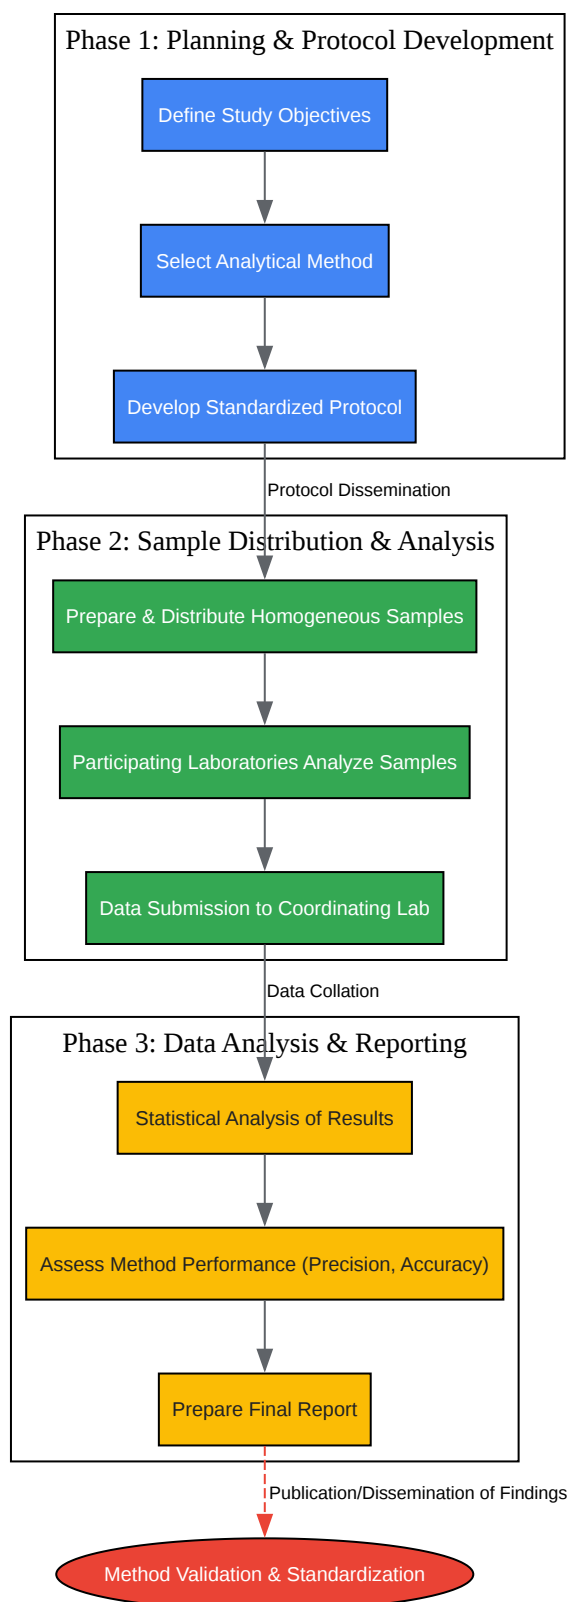 Phase 1: Planning & Protocol Development
Define Study Objectives
Select Analytical Method
Develop Standardized Protocol
Protocol Dissemination
Phase 2: Sample Distribution & Analysis
Prepare & Distribute Homogeneous Samples
Participating Laboratories Analyze Samples
Data Submission to Coordinating Lab
Data Collation
Phase 3: Data Analysis & Reporting
Statistical Analysis of Results
Assess Method Performance (Precision, Accuracy)
Prepare Final Report
Publication/Dissemination of Findings
Method Validation & Standardization